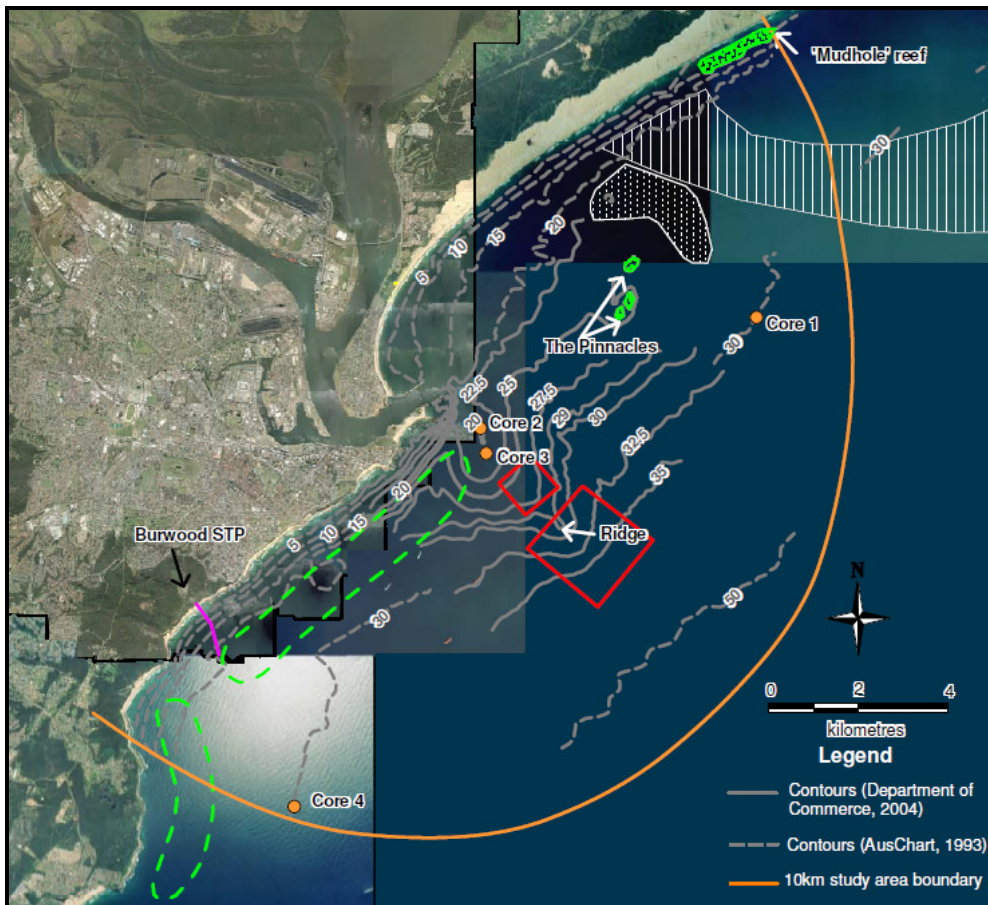 'Mudhole' reef
30
20
15
10
5
Core 1
30
The Pinnacles
22.5
25
27.5
29
30
20
Core 2
Core 3
32.5
35
20
15
10
5
Ridge
Burwood STP
30
50
N
0 2 4
kilometres
Legend
Contours (Department of
Commerce, 2004)
Contours (AusChart, 1993)
10km study area boundary
Core 4